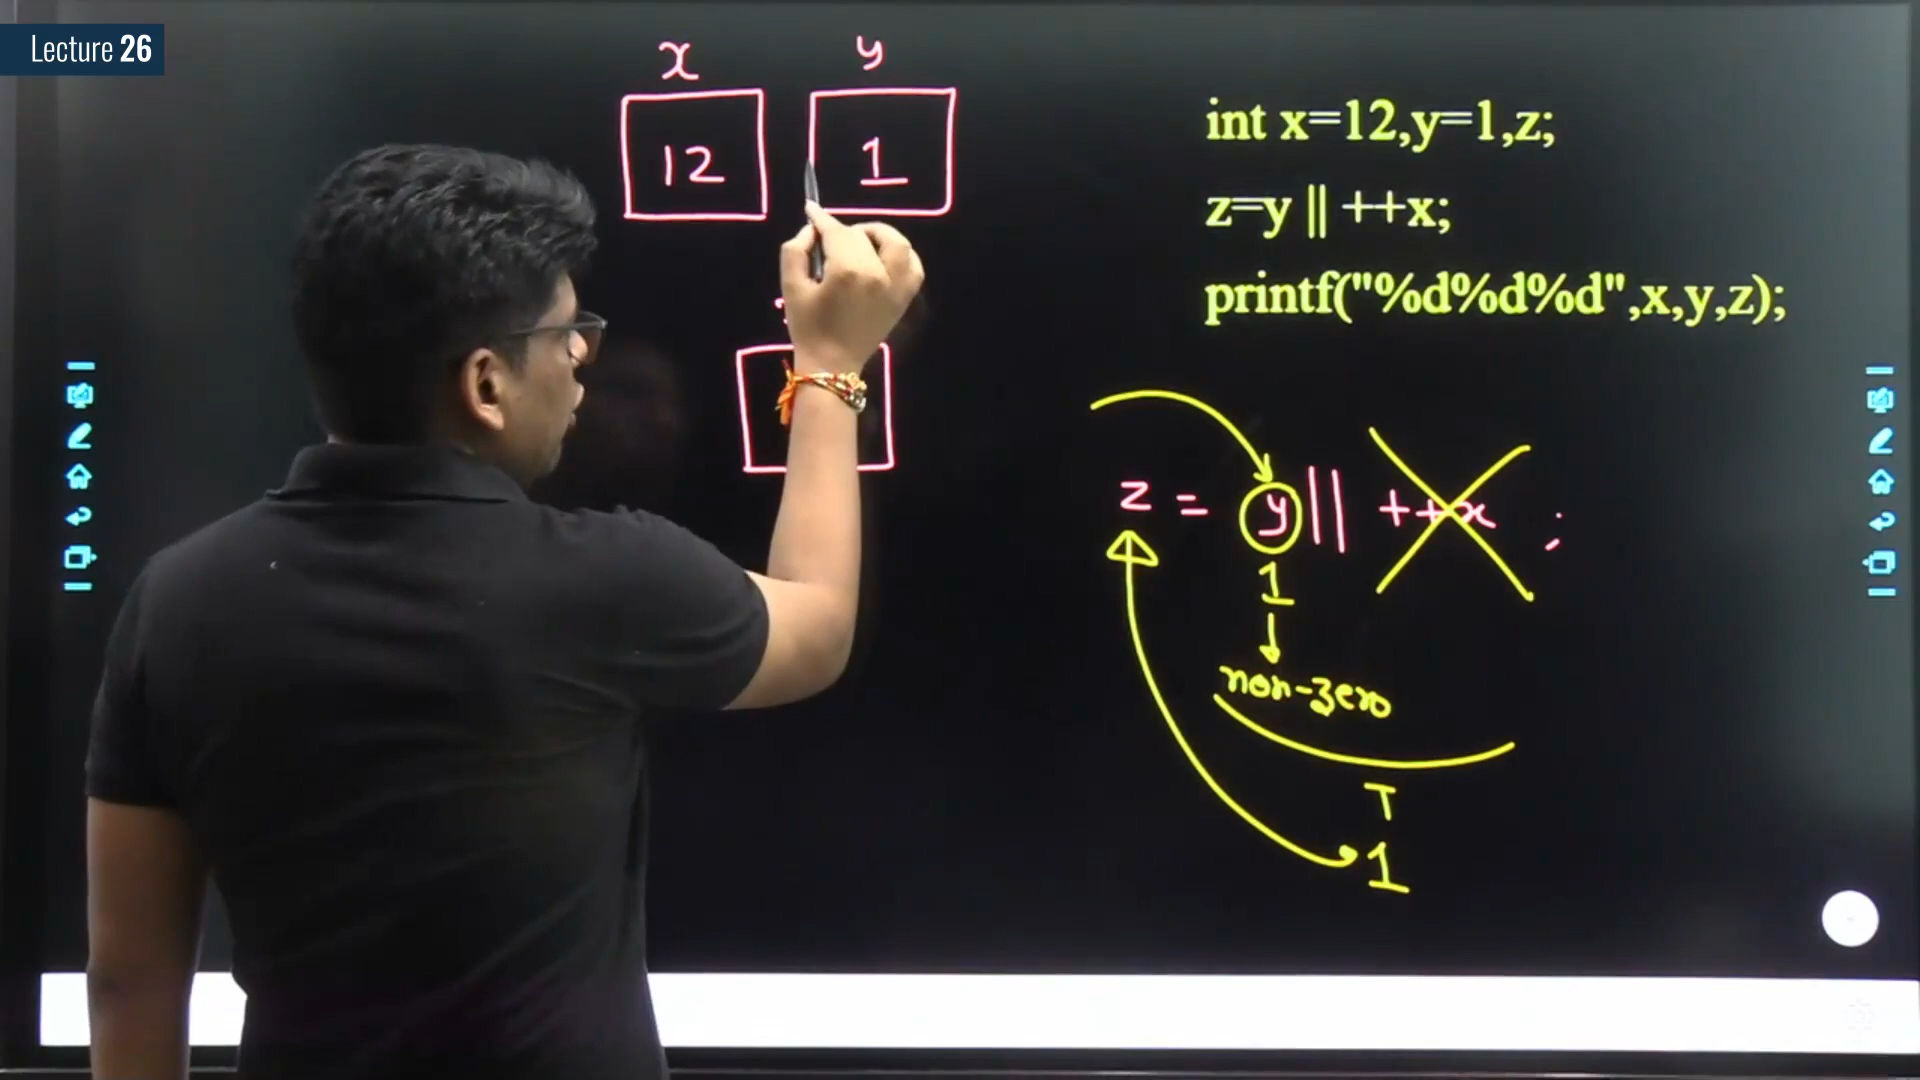 Lecture 26
x y
12 1
int x=12,y=1,z;
z=y || ++x;
printf("%d%d%d",x,y,z);
z = y || ++x ;
1
non-zero
T
1